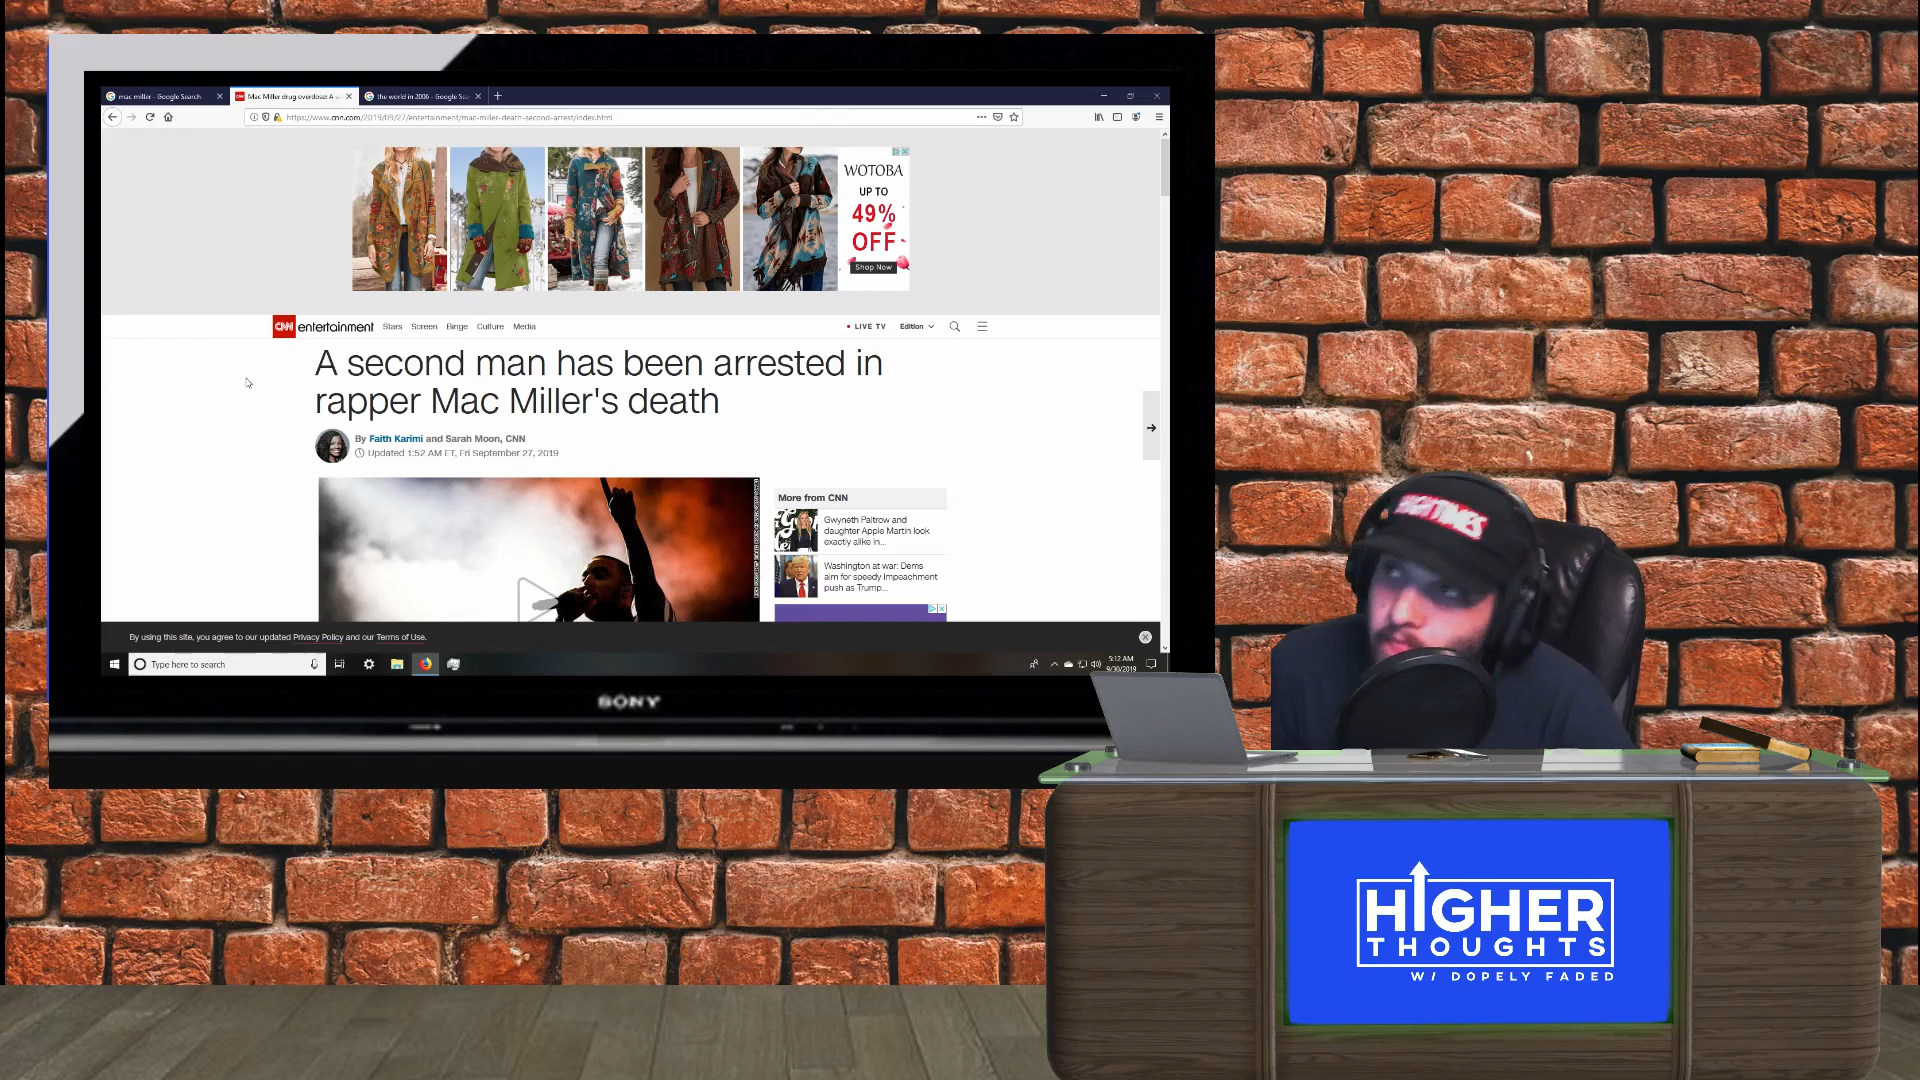 mac miller - Google Search
Mac Miller drug overdose: A s
the world in 2006 - Google Sea
https://www.cnn.com/2019/09/27/entertainment/mac-miller-death-second-arrest/index.html
WOTOBA
UP TO
49%
OFF
Shop Now
CNN entertainment Stars Screen Binge Culture Media
LIVE TV Edition
A second man has been arrested in
rapper Mac Miller's death
By Faith Karimi and Sarah Moon, CNN
Updated 1:52 AM ET, Fri September 27, 2019
More from CNN
Gwyneth Paltrow and
daughter Apple Martin look
exactly alike in...
Washington at war: Dems
aim for speedy impeachment
push as Trump...
By using this site, you agree to our updated Privacy Policy and our Terms of Use.
Type here to search
5:12 AM
9/30/2019
SONY
HIGH TIMES
HIGHER
THOUGHTS
W/ DOPELY FADED